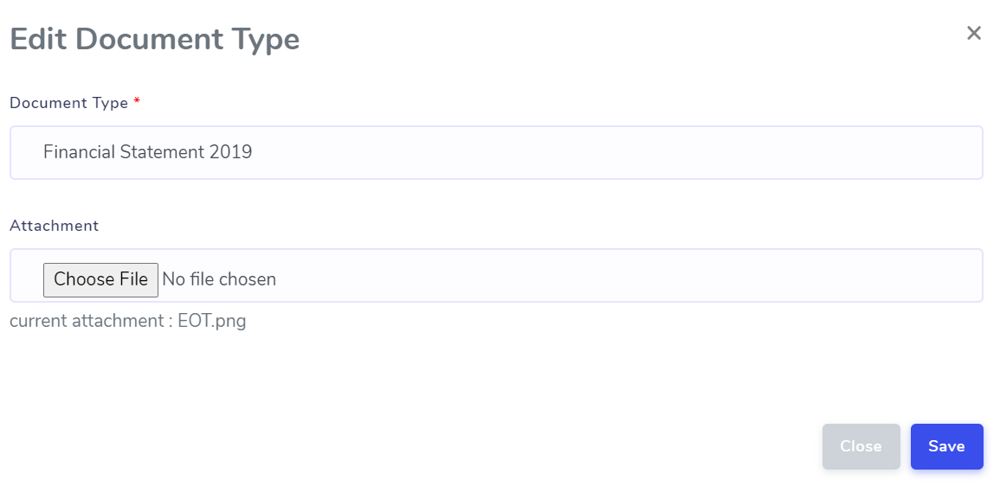 Edit Document Type ×
Document Type *
Financial Statement 2019
Attachment
Choose File No file chosen
current attachment : EOT.png
Close Save